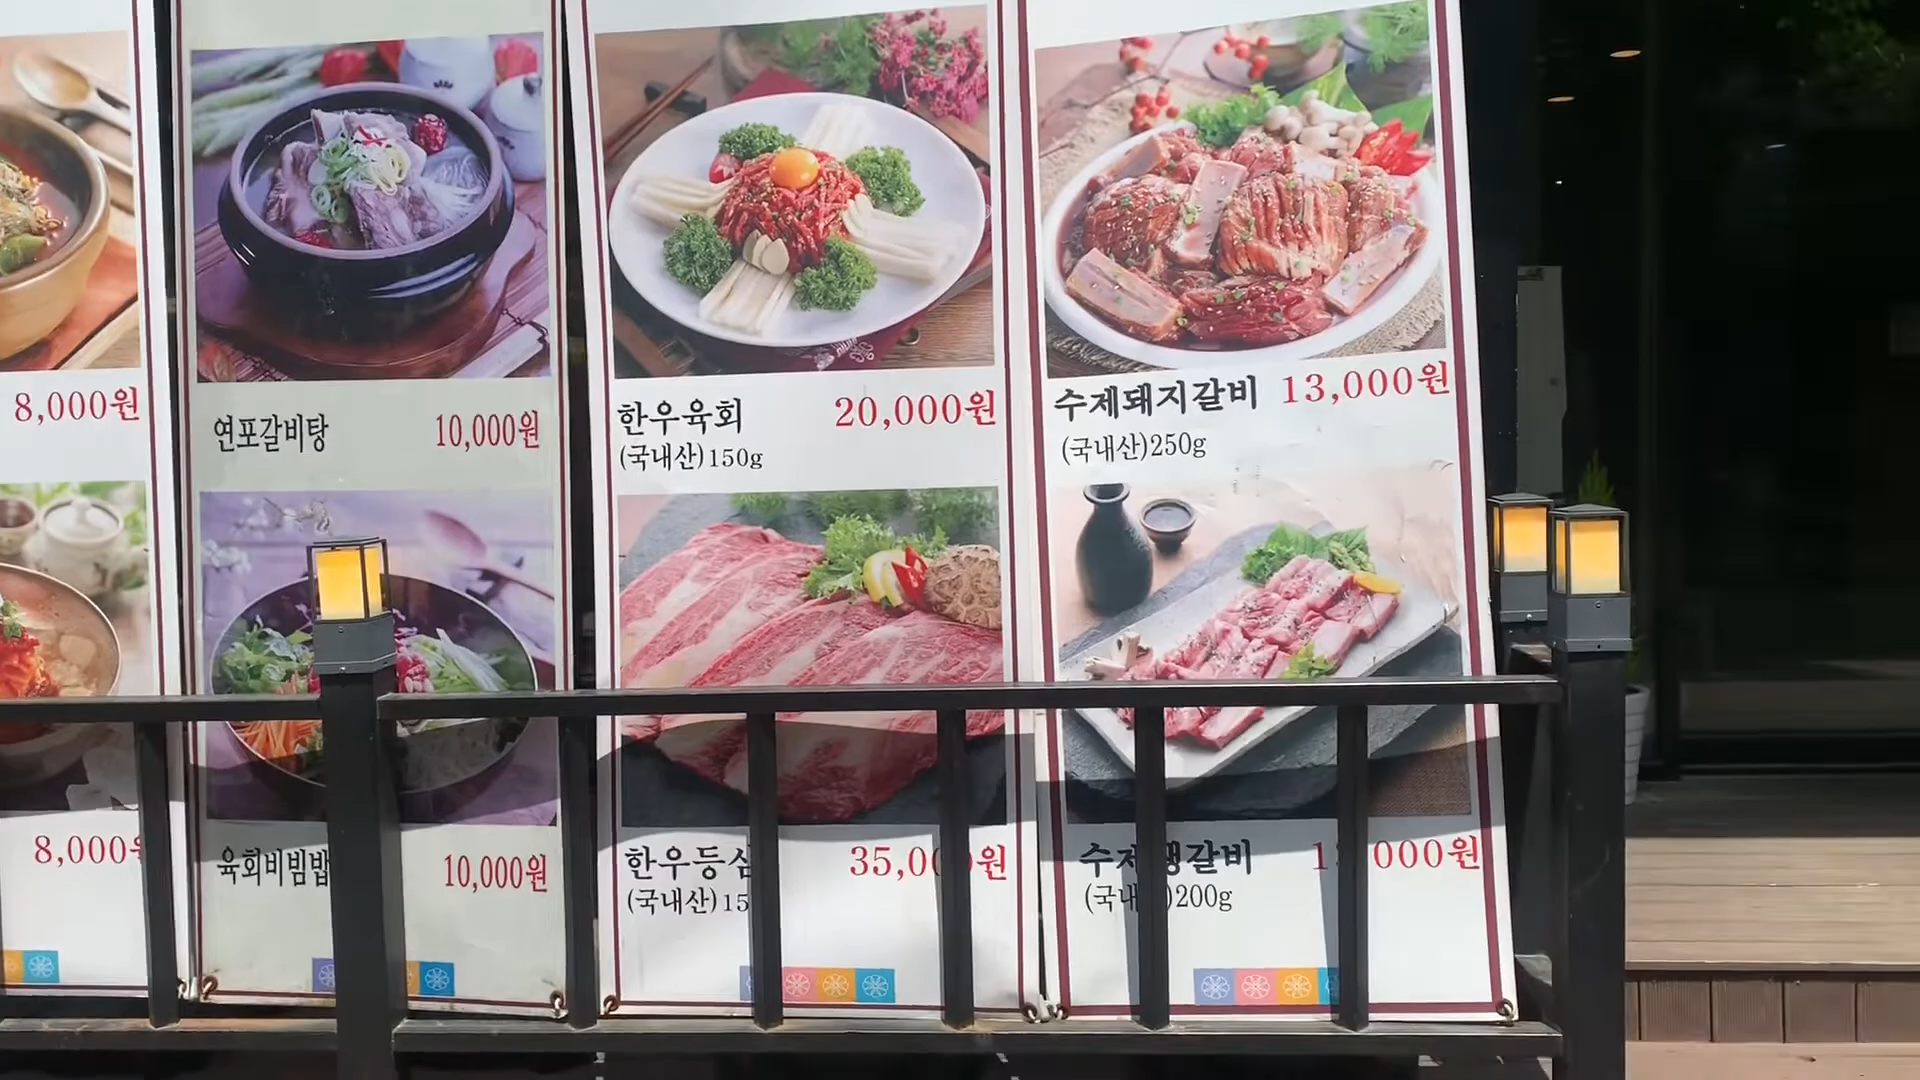 8,000원
연포갈비탕 10,000원
한우육회 20,000원
(국내산)150g
수제돼지갈비 13,000원
(국내산)250g
8,000
육회비빔밥 10,000원
한우등심 35,0 원
(국내산)15
갈비 000원
200g